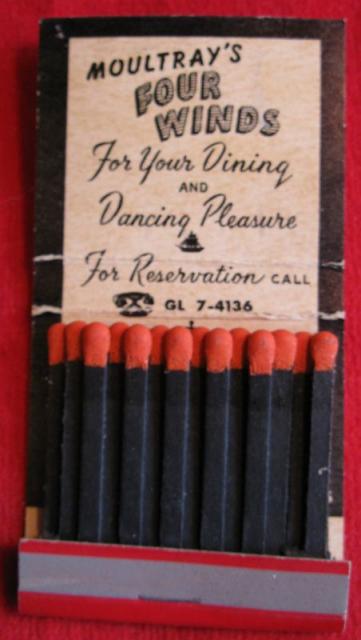 MOULTRAY'S
FOUR
WINDS
For Your Dining
AND
Dancing Pleasure
For Reservation CALL
GL 7-4136